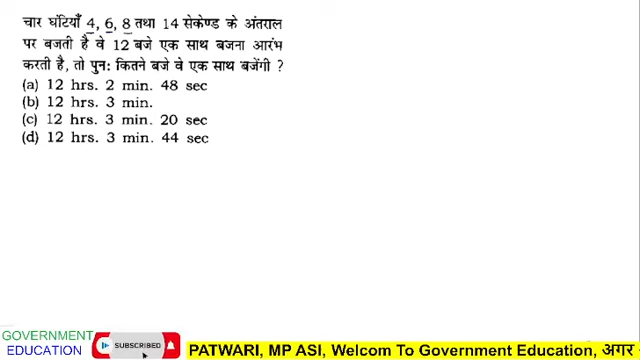 चार घंटियाँ 4, 6, 8 तथा 14 सेकेण्ड के अंतराल
पर बजती है वे 12 बजे एक साथ बजना आरंभ
करती है, तो पुनः कितने बजे वे एक साथ बजेंगी ?
(a) 12 hrs. 2 min. 48 sec
(b) 12 hrs. 3 min.
(c) 12 hrs. 3 min. 20 sec
(d) 12 hrs. 3 min. 44 sec
GOVERNMENT
EDUCATION
SUBSCRIBED
PATWARI, MP ASI, Welcom To Government Education, अगर